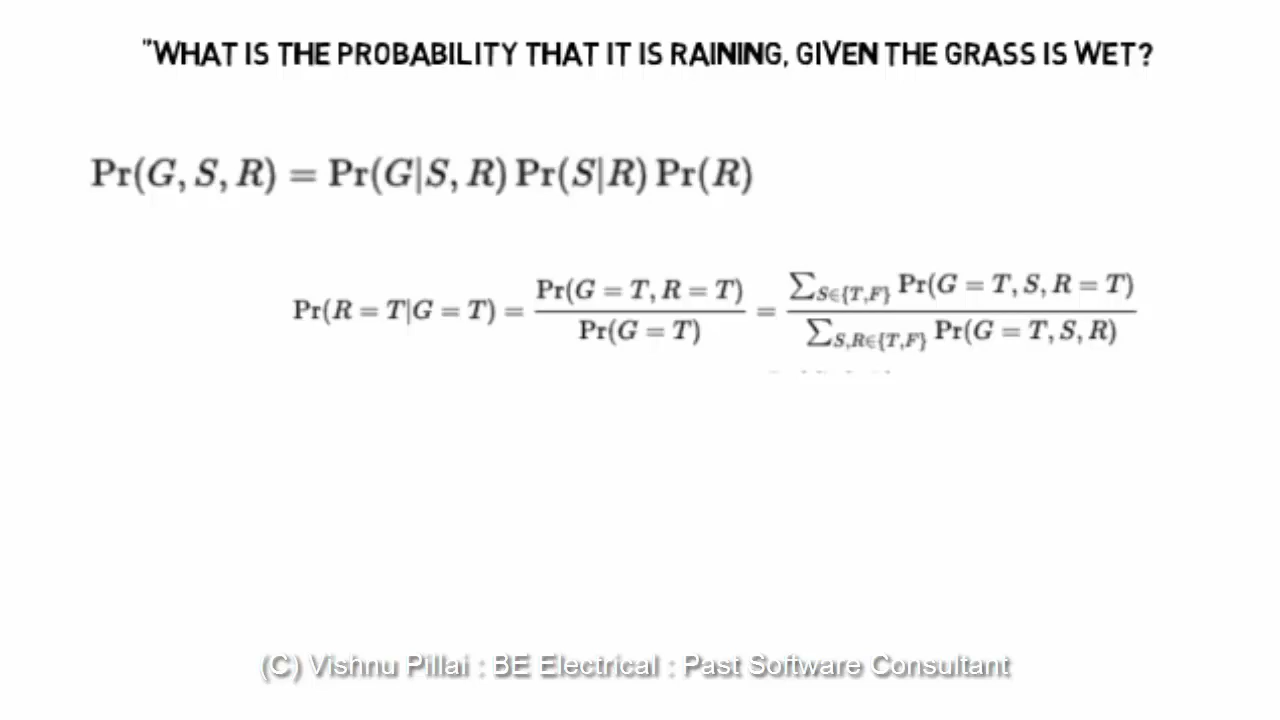 "WHAT IS THE PROBABILITY THAT IT IS RAINING, GIVEN THE GRASS IS WET?
Pr(G, S, R) = Pr(G|S, R) Pr(S|R) Pr(R)
Pr(R = T|G = T) = Pr(G = T, R = T) / Pr(G = T) = ∑_{S∈{T,F}} Pr(G = T, S, R = T) / ∑_{S,R∈{T,F}} Pr(G = T, S, R)
(C) Vishnu Pillai : BE Electrical : Past Software Consultant